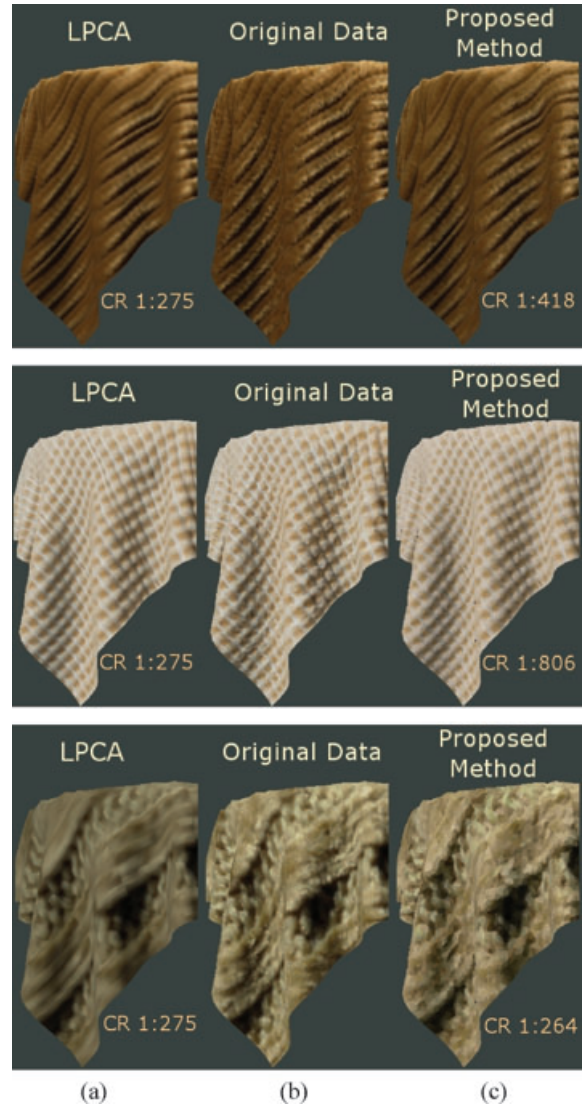 LPCA
Original Data
Proposed
Method
CR 1:275
CR 1:418
LPCA
Original Data
Proposed
Method
CR 1:275
CR 1:806
LPCA
Original Data
Proposed
Method
CR 1:275
CR 1:264
(a)
(b)
(c)